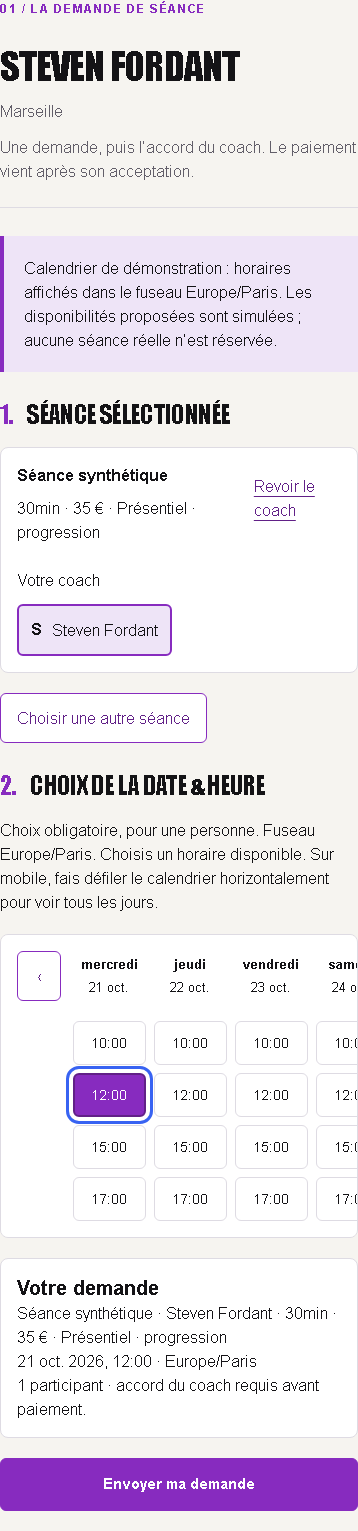 01 / LA DEMANDE DE SÉANCE
STEVEN FORDANT
Marseille
Une demande, puis l'accord du coach. Le paiement
vient après son acceptation.
Calendrier de démonstration : horaires
affichés dans le fuseau Europe/Paris. Les
disponibilités proposées sont simulées ;
aucune séance réelle n'est réservée.
1. SÉANCE SÉLECTIONNÉE
Séance synthétique
30min · 35 € · Présentiel ·
progression
Revoir le
coach
Votre coach
S Steven Fordant
Choisir une autre séance
2. CHOIX DE LA DATE & HEURE
Choix obligatoire, pour une personne. Fuseau
Europe/Paris. Choisis un horaire disponible. Sur
mobile, fais défiler le calendrier horizontalement
pour voir tous les jours.
‹ mercredi jeudi vendredi
21 oct. 22 oct. 23 oct. 24
10:00 10:00 10:00
12:00 12:00 12:00
15:00 15:00 15:00
17:00 17:00 17:00
Votre demande
Séance synthétique · Steven Fordant · 30min ·
35 € · Présentiel · progression
21 oct. 2026, 12:00 · Europe/Paris
1 participant · accord du coach requis avant
paiement.
Envoyer ma demande